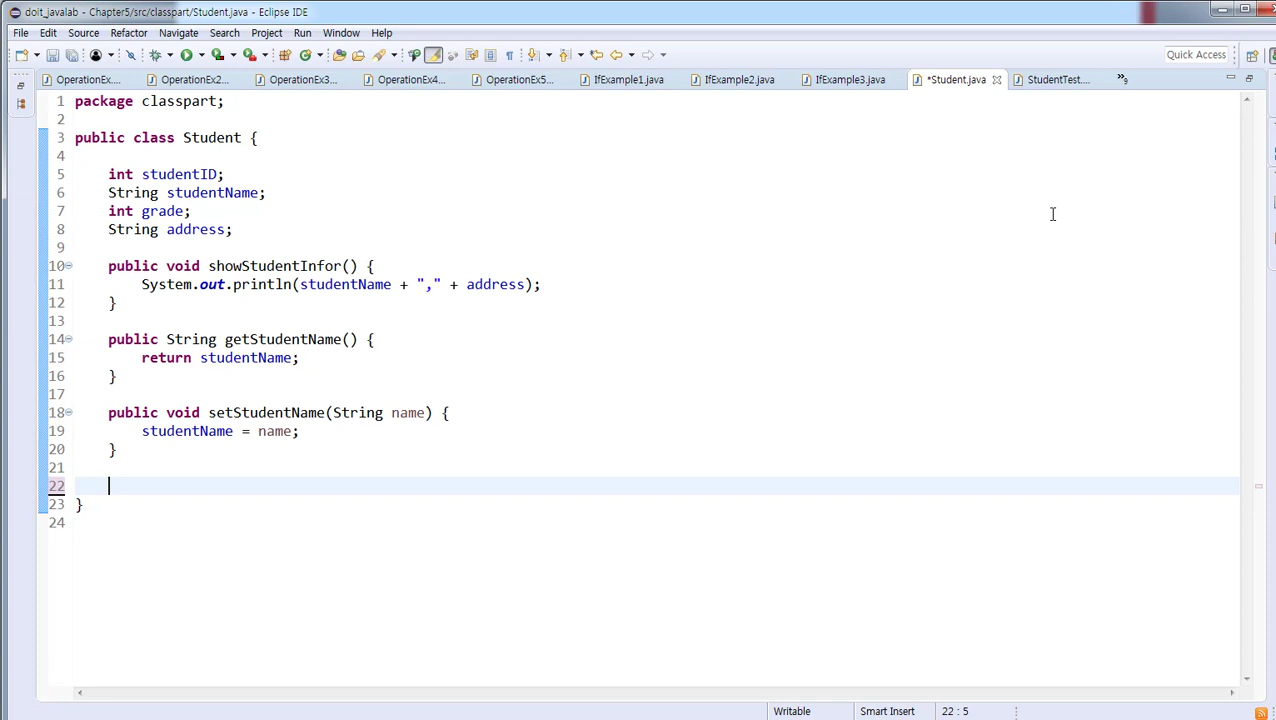 doit_javalab - Chapter5/src/classpart/Student.java - Eclipse IDE
File Edit Source Refactor Navigate Search Project Run Window Help
Quick Access
OperationEx.... OperationEx2... OperationEx3... OperationEx4... OperationEx5... IfExample1.java IfExample2.java IfExample3.java *Student.java StudentTest.... »9
1 package classpart;
2
3 public class Student {
4
5 int studentID;
6 String studentName;
7 int grade;
8 String address;
9
10 public void showStudentInfor() {
11 System.out.println(studentName + "," + address);
12 }
13
14 public String getStudentName() {
15 return studentName;
16 }
17
18 public void setStudentName(String name) {
19 studentName = name;
20 }
21
22
23 }
24
Writable Smart Insert 22 : 5